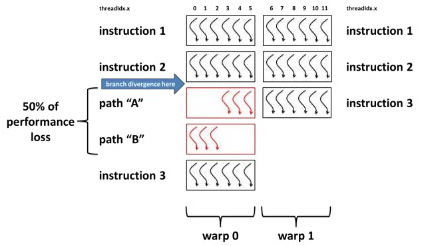 threadIdx.x 0 1 2 3 4 5 6 7 8 9 10 11 threadIdx.x
instruction 1 instruction 1
instruction 2 instruction 2
branch divergence here
path “A” instruction 3
50% of
performance
loss
path “B”
instruction 3
warp 0 warp 1